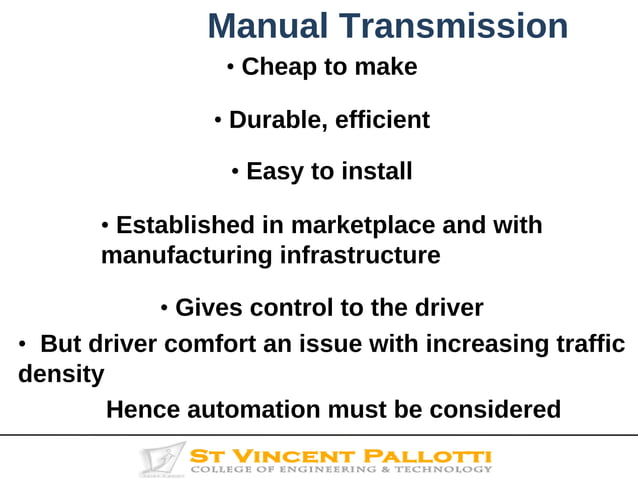 Manual Transmission
• Cheap to make
• Durable, efficient
• Easy to install
• Established in marketplace and with
manufacturing infrastructure
• Gives control to the driver
• But driver comfort an issue with increasing traffic
density
Hence automation must be considered
ST VINCENT PALLOTTI
COLLEGE OF ENGINEERING & TECHNOLOGY